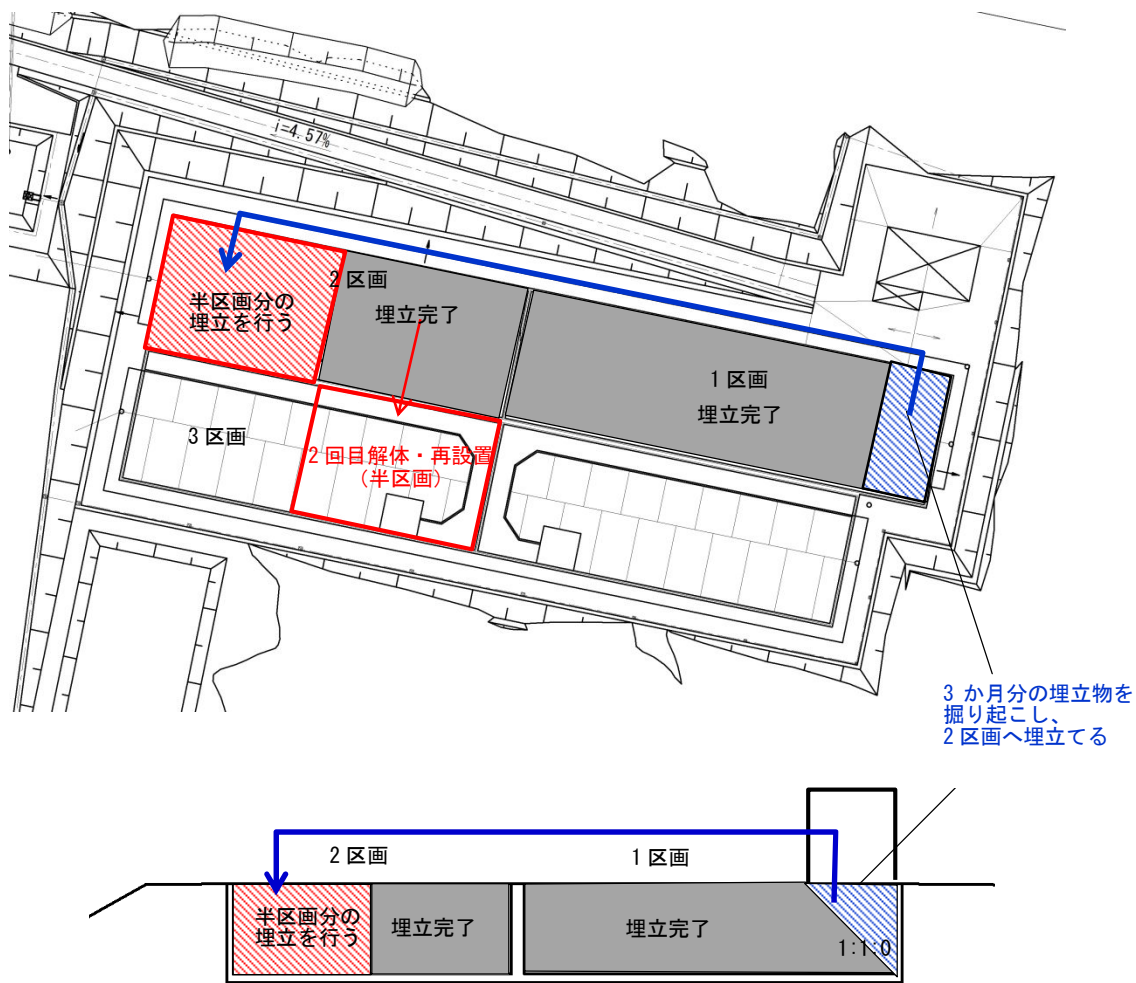 i=4.57%
2区画
埋立完了
半区画分の
埋立を行う
1区画
埋立完了
3区画
2回目解体・再設置
(半区画)
3か月分の埋立物を
掘り起こし、
2区画へ埋立てる
2区画
1区画
半区画分の
埋立を行う
埋立完了
埋立完了
1:1:0